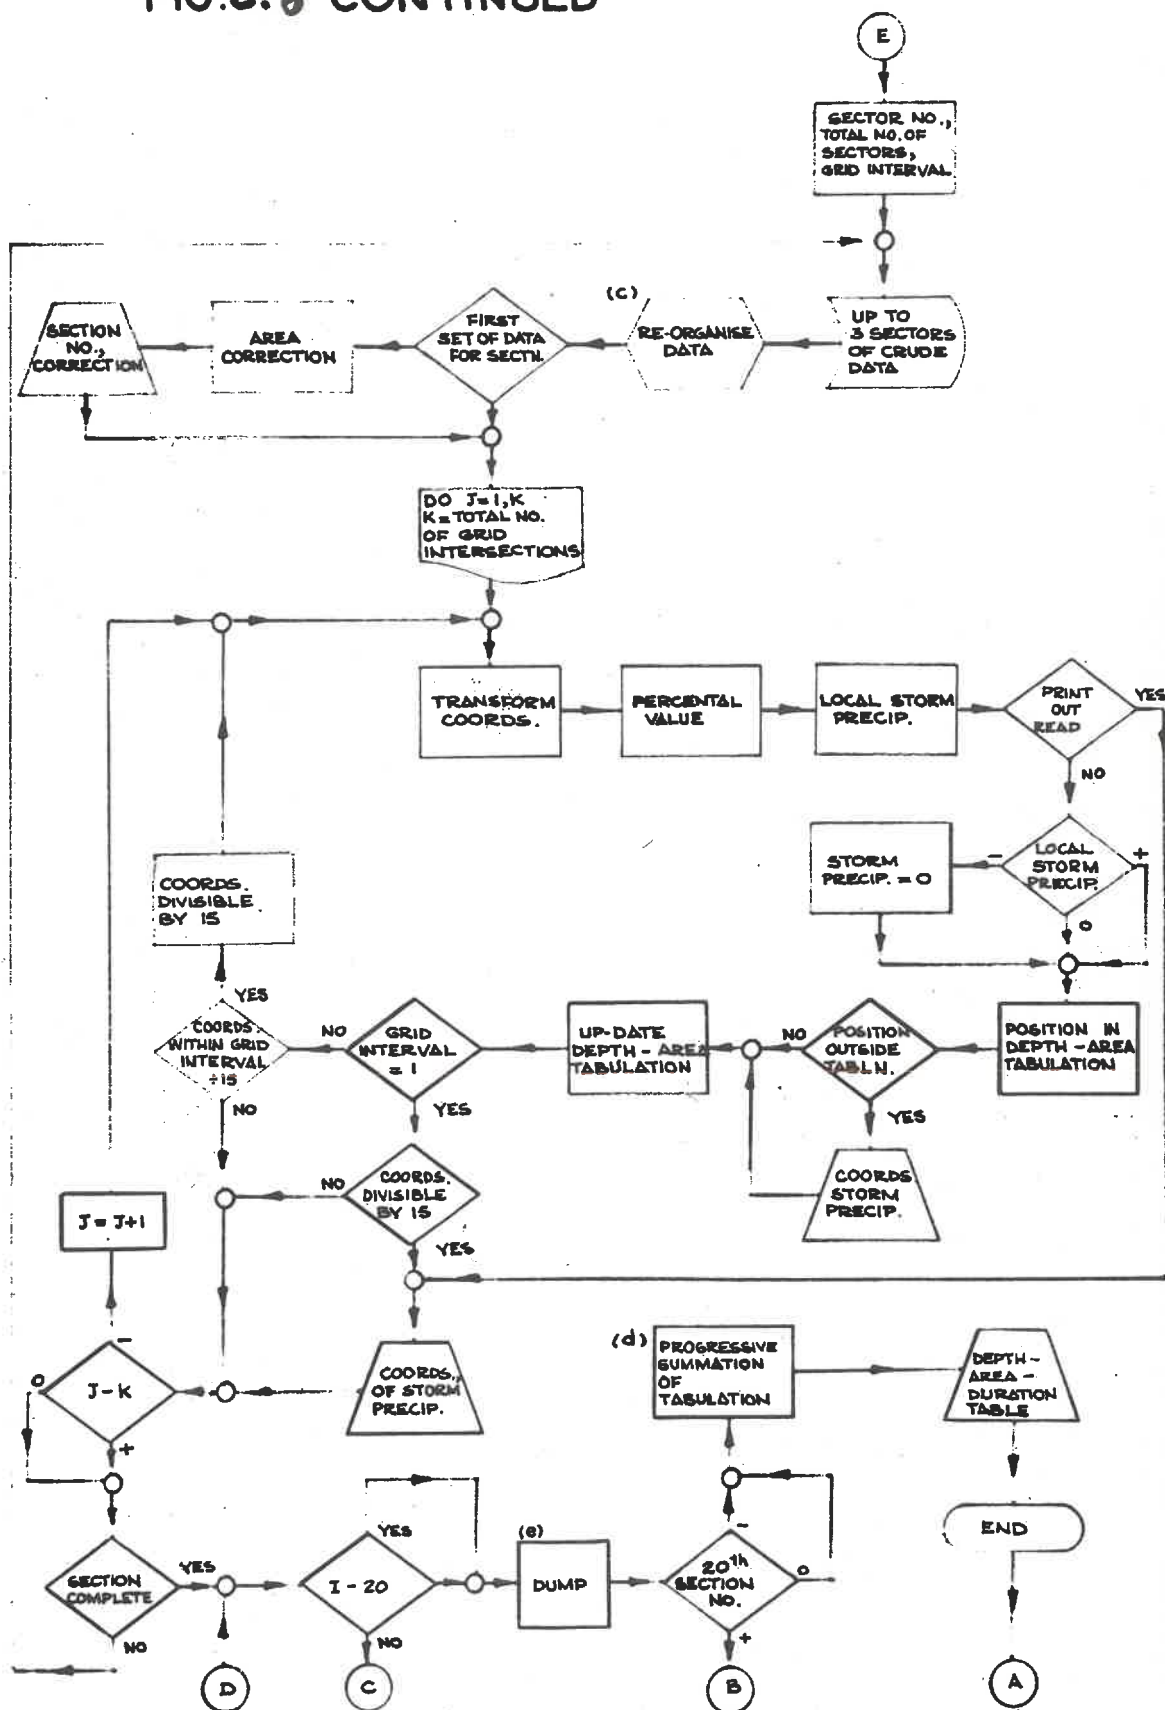 CONTINUED
E
SECTOR NO.,
TOTAL NO. OF
SECTORS,
GRID INTERVAL
(c)
SECTION
NO.,
CORRECTION
AREA
CORRECTION
FIRST
SET OF DATA
FOR SECTN.
RE-ORGANISE
DATA
UP TO
3 SECTORS
OF CRUDE
DATA
DO J=1,K
K=TOTAL NO.
OF GRID
INTERSECTIONS
TRANSFORM
COORDS.
PERCENTAL
VALUE
LOCAL STORM
PRECIP.
PRINT
OUT
READ
YES
NO
STORM
PRECIP. = 0
-
LOCAL
STORM
PRECIP.
+
0
COORDS.
DIVISIBLE
BY 15
YES
COORDS.
WITHIN GRID
INTERVAL
÷15
NO
NO
GRID
INTERVAL
= 1
YES
UP-DATE
DEPTH - AREA
TABULATION
NO
POSITION
OUTSIDE
TABLN.
YES
POSITION IN
DEPTH - AREA
TABULATION
COORDS
STORM
PRECIP.
NO
COORDS.
DIVISIBLE
BY 15
YES
J = J+1
-
0
J - K
+
COORDS.,
OF STORM
PRECIP.
(d)
PROGRESSIVE
SUMMATION
OF
TABULATION
DEPTH -
AREA -
DURATION
TABLE
SECTION
COMPLETE
YES
NO
YES
I - 20
NO
(e)
DUMP
-
20th
SECTION
NO.
0
+
END
D
C
B
A